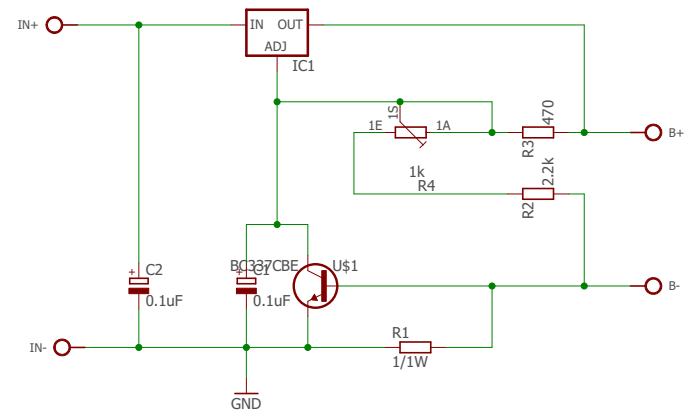 IN+
IN OUT
ADJ
IC1
1S
1E
1A
470
R3
B+
1k
R4
2.2k
R2
BC337CBE
U$1
C2
0.1uF
C1
0.1uF
B-
IN-
R1
1/1W
GND